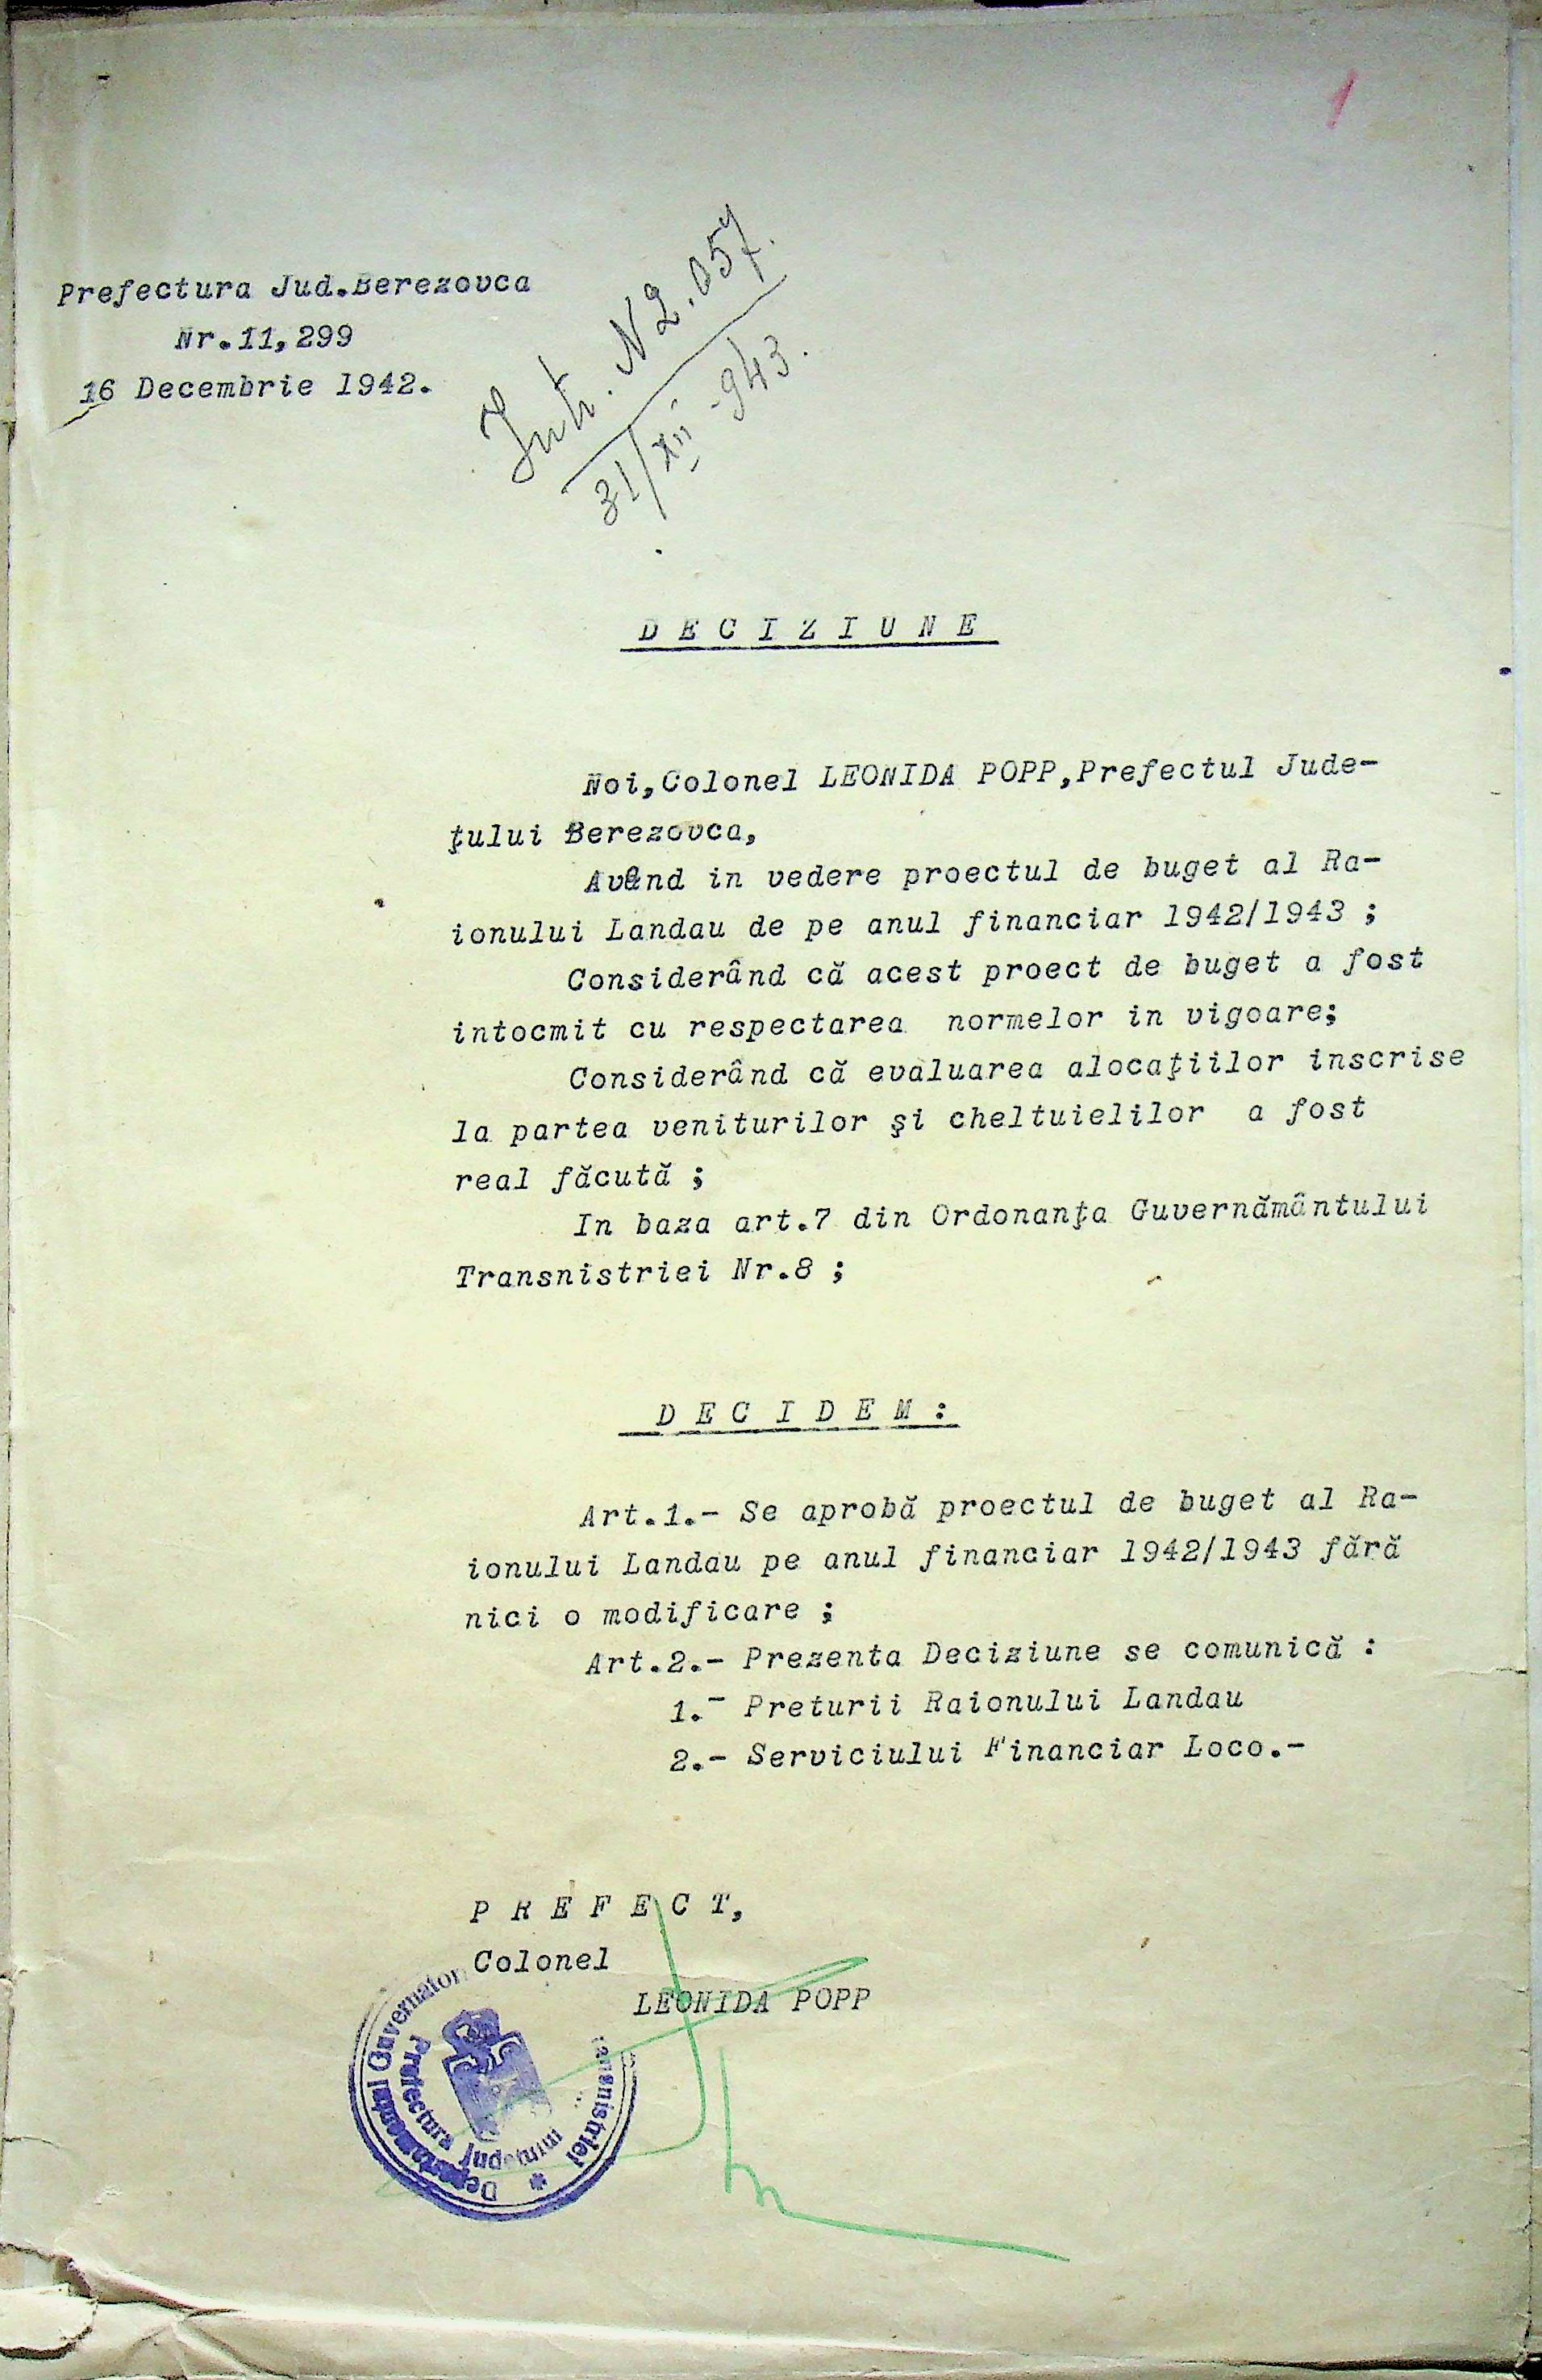 1
Prefectura Jud.Berezovca
Nr.11,299
16 Decembrie 1942.
Intr. N 2.057.
31/XII -943.
D E C I Z I U N E
Noi,Colonel LEONIDA POPP,Prefectul Jude-
ţului Berezovca,
Având in vedere proectul de buget al Ra-
ionului Landau de pe anul financiar 1942/1943 ;
Considerând că acest proect de buget a fost
intocmit cu respectarea normelor in vigoare;
Considerând că evaluarea alocaţiilor inscrise
la partea veniturilor şi cheltuielilor a fost
real făcută ;
In baza art.7 din Ordonanţa Guvernământului
Transnistriei Nr.8 ;
D E C I D E M :
Art.1.- Se aprobă proectul de buget al Ra-
ionului Landau pe anul financiar 1942/1943 fără
nici o modificare ;
Art.2.- Prezenta Deciziune se comunică :
1.- Preturii Raionului Landau
2.- Serviciului Financiar Loco.-
P R E F E C T,
Colonel
LEONIDA POPP
Prefectura Judeţului